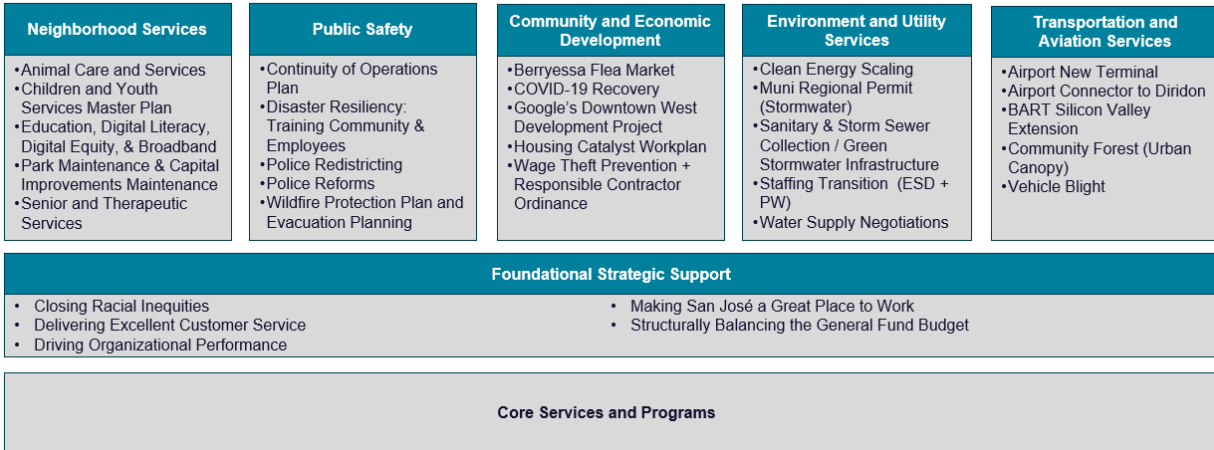 Neighborhood Services
•Animal Care and Services
•Children and Youth
Services Master Plan
•Education, Digital Literacy,
Digital Equity, & Broadband
•Park Maintenance & Capital
Improvements Maintenance
•Senior and Therapeutic
Services
Public Safety
•Continuity of Operations
Plan
•Disaster Resiliency:
Training Community &
Employees
•Police Redistricting
•Police Reforms
•Wildfire Protection Plan and
Evacuation Planning
Community and Economic
Development
•Berryessa Flea Market
•COVID-19 Recovery
•Google's Downtown West
Development Project
•Housing Catalyst Workplan
•Wage Theft Prevention +
Responsible Contractor
Ordinance
Environment and Utility
Services
•Clean Energy Scaling
•Muni Regional Permit
(Stormwater)
•Sanitary & Storm Sewer
Collection / Green
Stormwater Infrastructure
•Staffing Transition (ESD +
PW)
•Water Supply Negotiations
Transportation and
Aviation Services
•Airport New Terminal
•Airport Connector to Diridon
•BART Silicon Valley
Extension
•Community Forest (Urban
Canopy)
•Vehicle Blight
Foundational Strategic Support
• Closing Racial Inequities
• Delivering Excellent Customer Service
• Driving Organizational Performance
• Making San José a Great Place to Work
• Structurally Balancing the General Fund Budget
Core Services and Programs